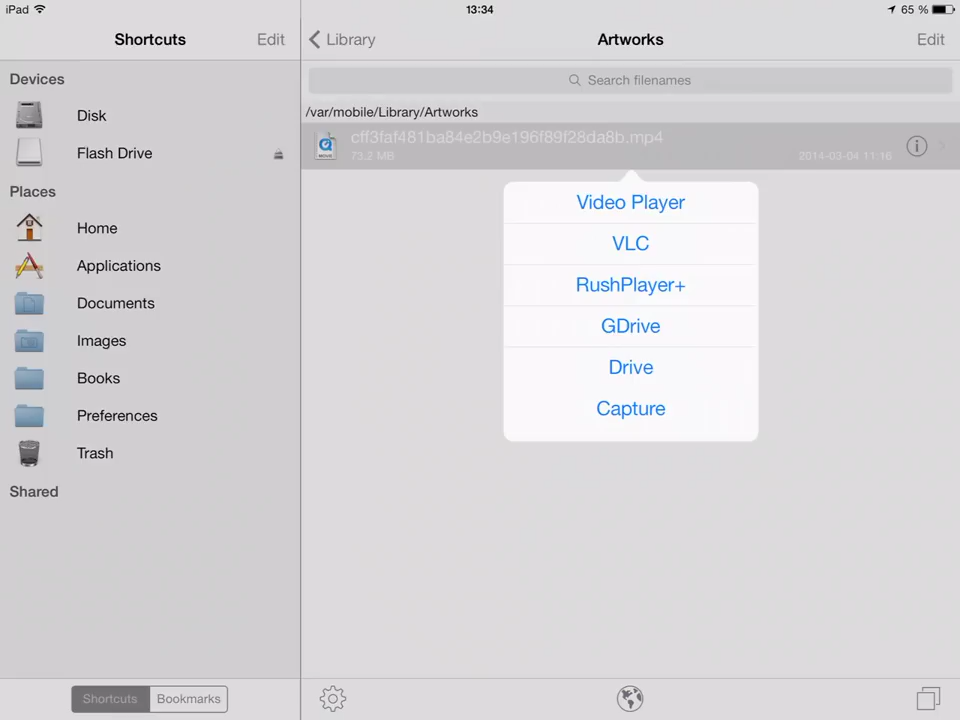 iPad
13:34
65 %
Shortcuts
Edit
Devices
Disk
Flash Drive
Places
Home
Applications
Documents
Images
Books
Preferences
Trash
Shared
Shortcuts
Bookmarks
Library
Artworks
Edit
Search filenames
/var/mobile/Library/Artworks
MOVIE
cff3faf481ba84e2b9e196f89f28da8b.mp4
73.2 MB
2014-03-04 11:16
Video Player
VLC
RushPlayer+
GDrive
Drive
Capture